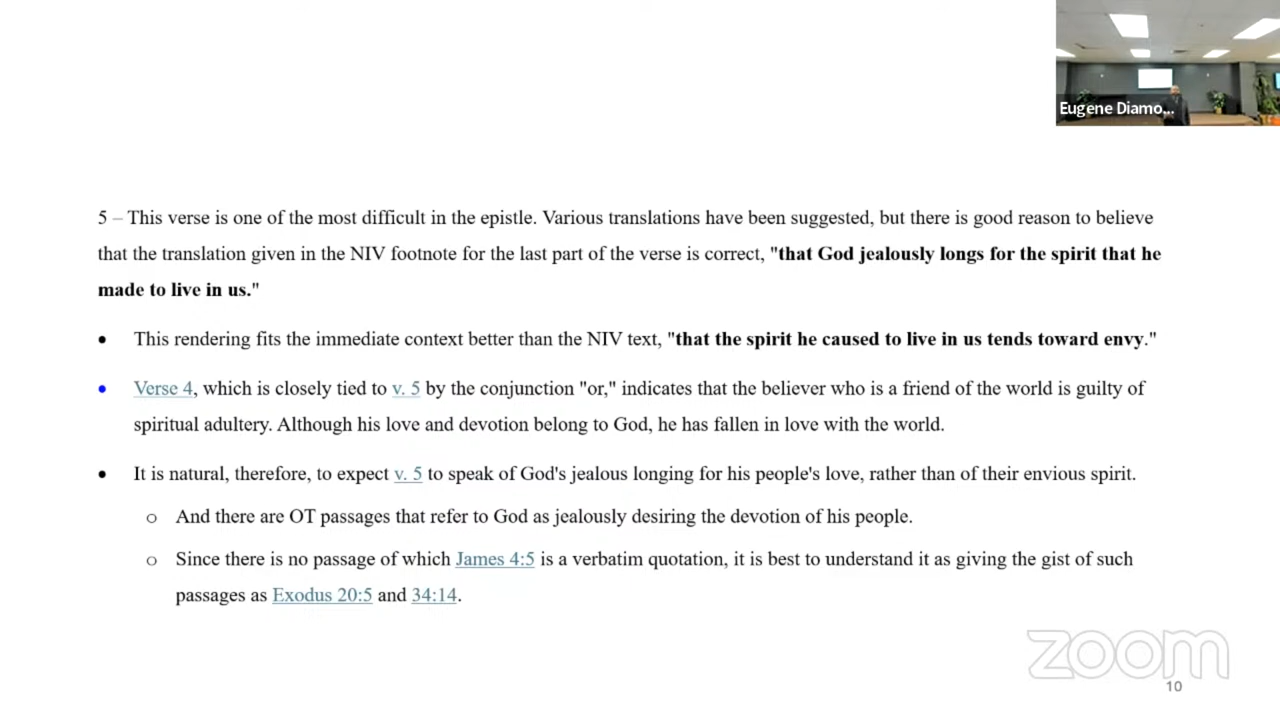 Eugene Diamo...
5 – This verse is one of the most difficult in the epistle. Various translations have been suggested, but there is good reason to believe
that the translation given in the NIV footnote for the last part of the verse is correct, "that God jealously longs for the spirit that he
made to live in us."
• This rendering fits the immediate context better than the NIV text, "that the spirit he caused to live in us tends toward envy."
• Verse 4, which is closely tied to v. 5 by the conjunction "or," indicates that the believer who is a friend of the world is guilty of
spiritual adultery. Although his love and devotion belong to God, he has fallen in love with the world.
• It is natural, therefore, to expect v. 5 to speak of God's jealous longing for his people's love, rather than of their envious spirit.
o And there are OT passages that refer to God as jealously desiring the devotion of his people.
o Since there is no passage of which James 4:5 is a verbatim quotation, it is best to understand it as giving the gist of such
passages as Exodus 20:5 and 34:14.
zoom
10